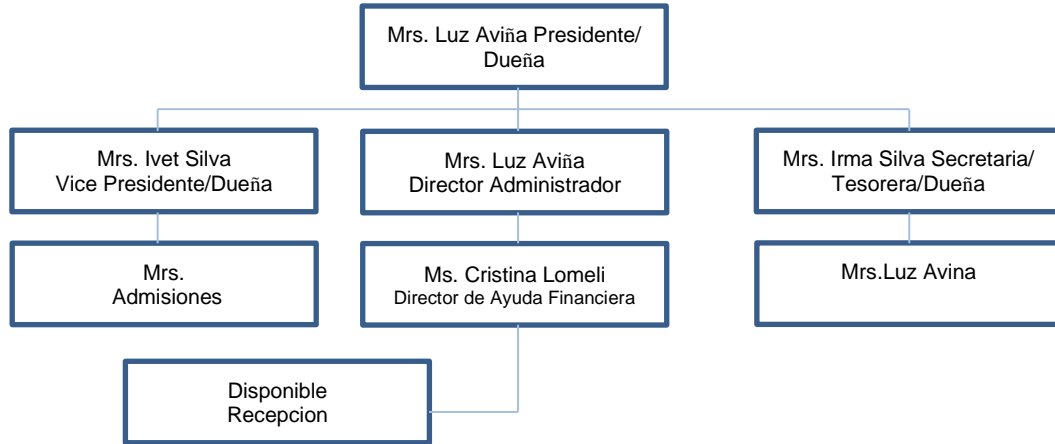 Mrs. Luz Aviña Presidente/
Dueña
Mrs. Ivet Silva
Vice Presidente/Dueña
Mrs. Luz Aviña
Director Administrador
Mrs. Irma Silva Secretaria/
Tesorera/Dueña
Mrs.
Admisiones
Ms. Cristina Lomeli
Director de Ayuda Financiera
Mrs.Luz Avina
Disponible
Recepcion